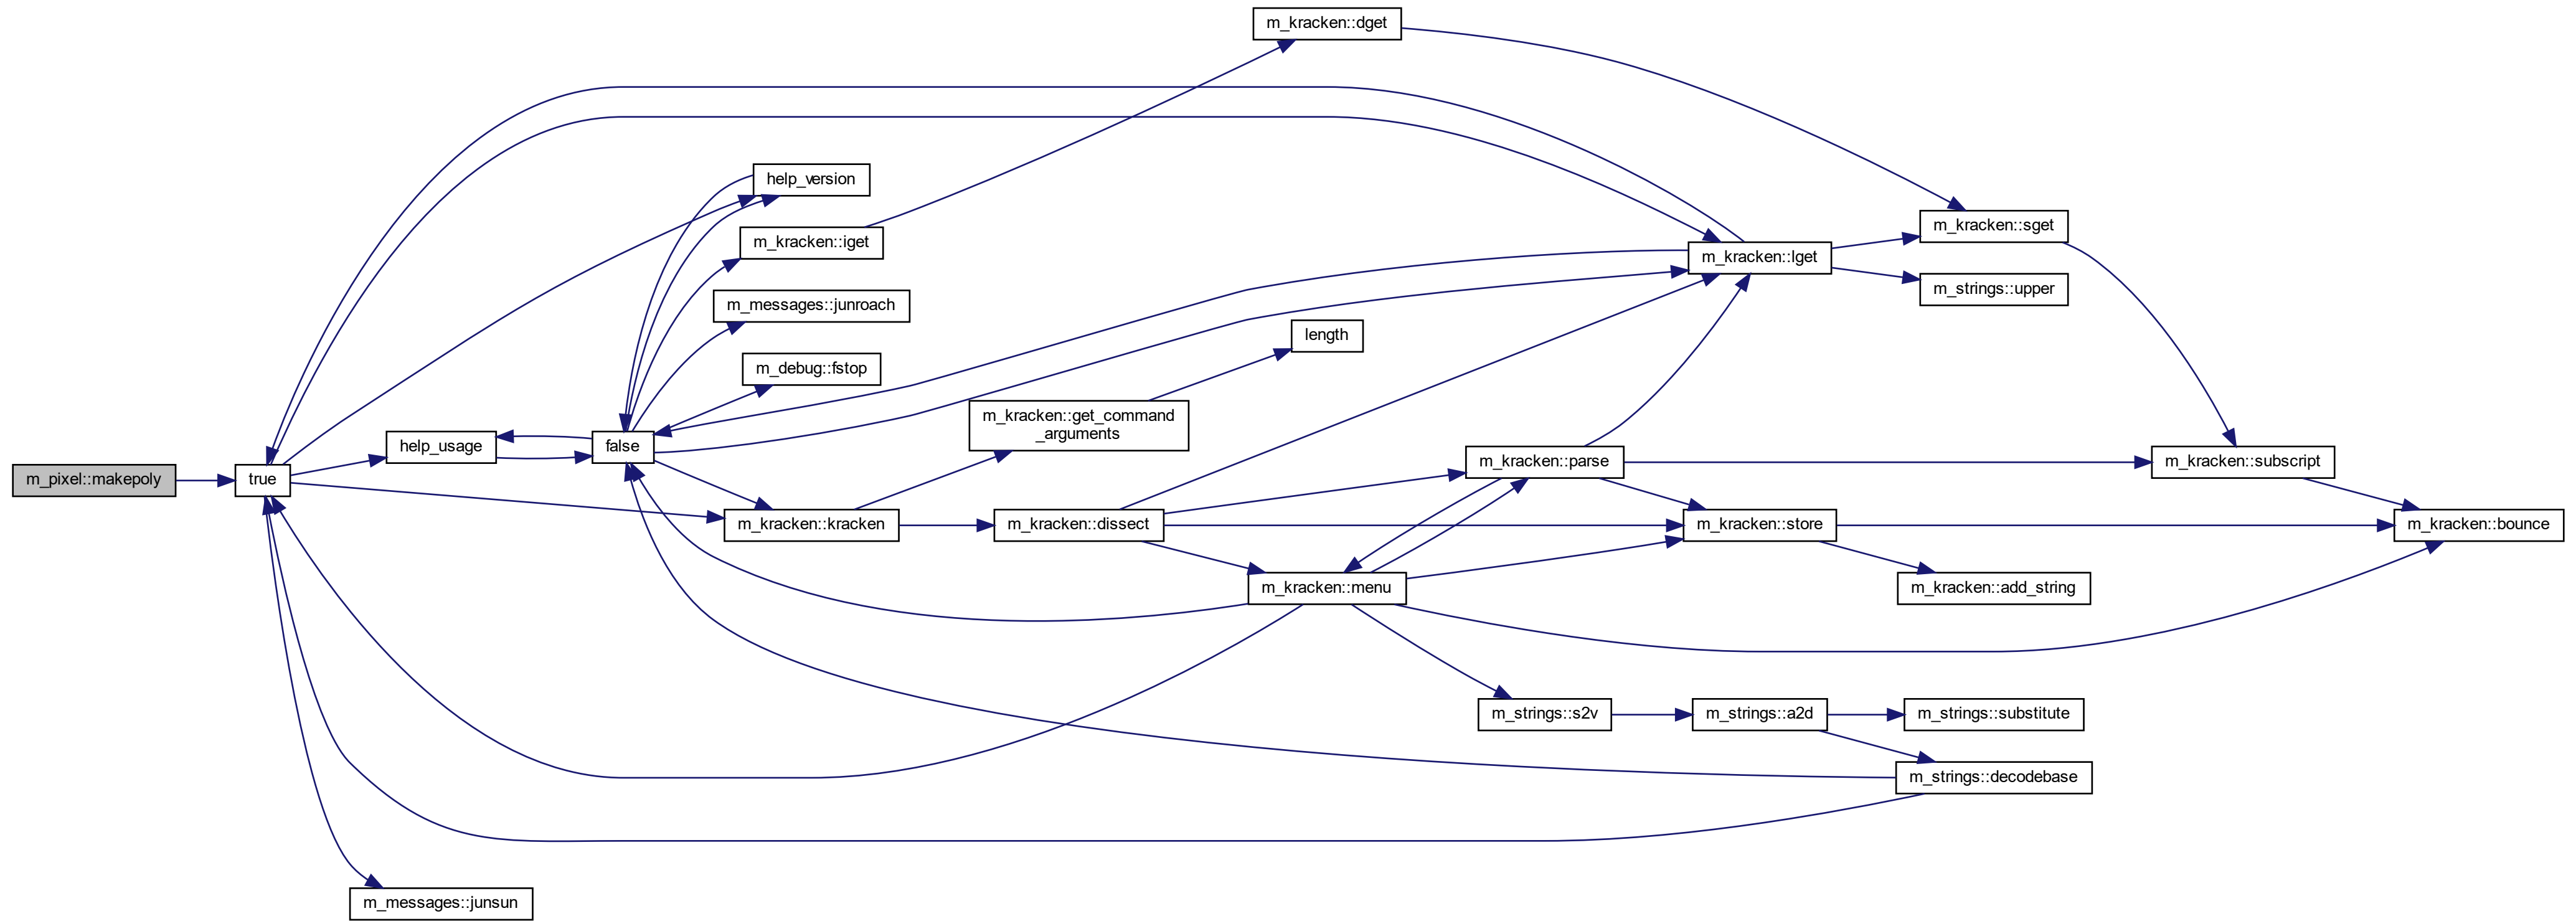 m_kracken::dget
help_version
m_kracken::sget
m_kracken::iget
m_kracken::lget
m_strings::upper
m_messages::junroach
length
m_debug::fstop
m_kracken::get_command
_arguments
help_usage
false
m_kracken::parse
m_kracken::subscript
m_pixel::makepoly
true
m_kracken::kracken
m_kracken::dissect
m_kracken::store
m_kracken::bounce
m_kracken::menu
m_kracken::add_string
m_strings::s2v
m_strings::a2d
m_strings::substitute
m_strings::decodebase
m_messages::junsun